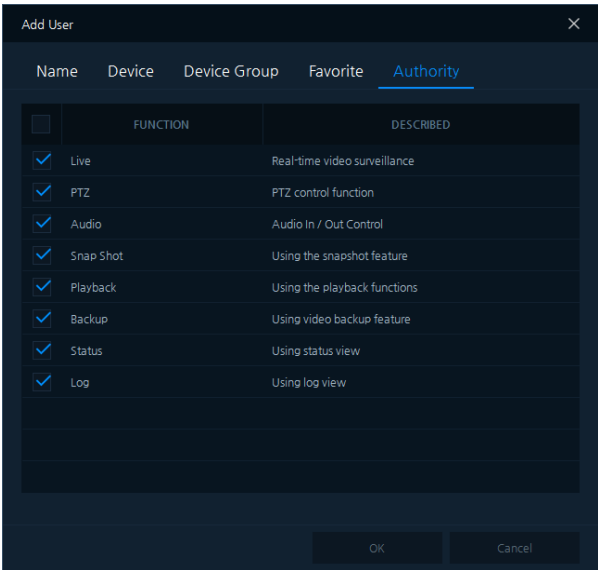 Add User
Name Device Device Group Favorite Authority
FUNCTION DESCRIBED
Live Real-time video surveillance
PTZ PTZ control function
Audio Audio In / Out Control
Snap Shot Using the snapshot feature
Playback Using the playback functions
Backup Using video backup feature
Status Using status view
Log Using log view
OK Cancel